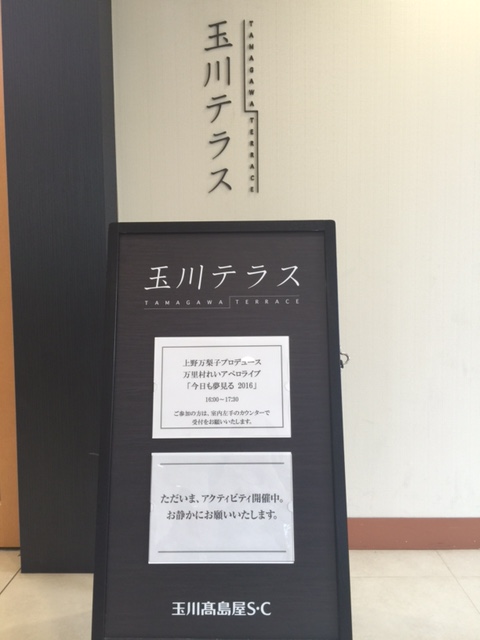 玉川テラス
TAMAGAWA TERRACE
玉川テラス
TAMAGAWA TERRACE
上野万梨子プロデュース
万里村れいアペロライブ
「今日も夢見る 2016」
16:00～17:30
ご参加の方は、室内左手のカウンターで
受付をお願いいたします。
ただいま、アクティビティ開催中。
お静かにお願いいたします。
玉川髙島屋S・C